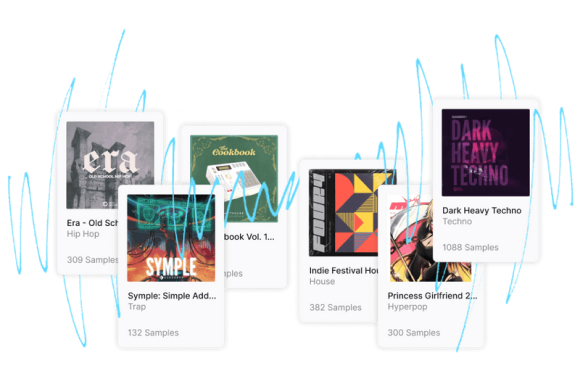 era
OLD SCHOOL HIP HOP
Era - Old Sch
Hip Hop
309 Samples
the
Cookbook
book Vol. 1...
ples
SYMPLE
Symple: Simple Add...
Trap
132 Samples
Indie Festival Hou
House
382 Samples
Princess Girlfriend 2...
Hyperpop
300 Samples
DARK
HEAVY
TECHNO
Dark Heavy Techno
Techno
1088 Samples